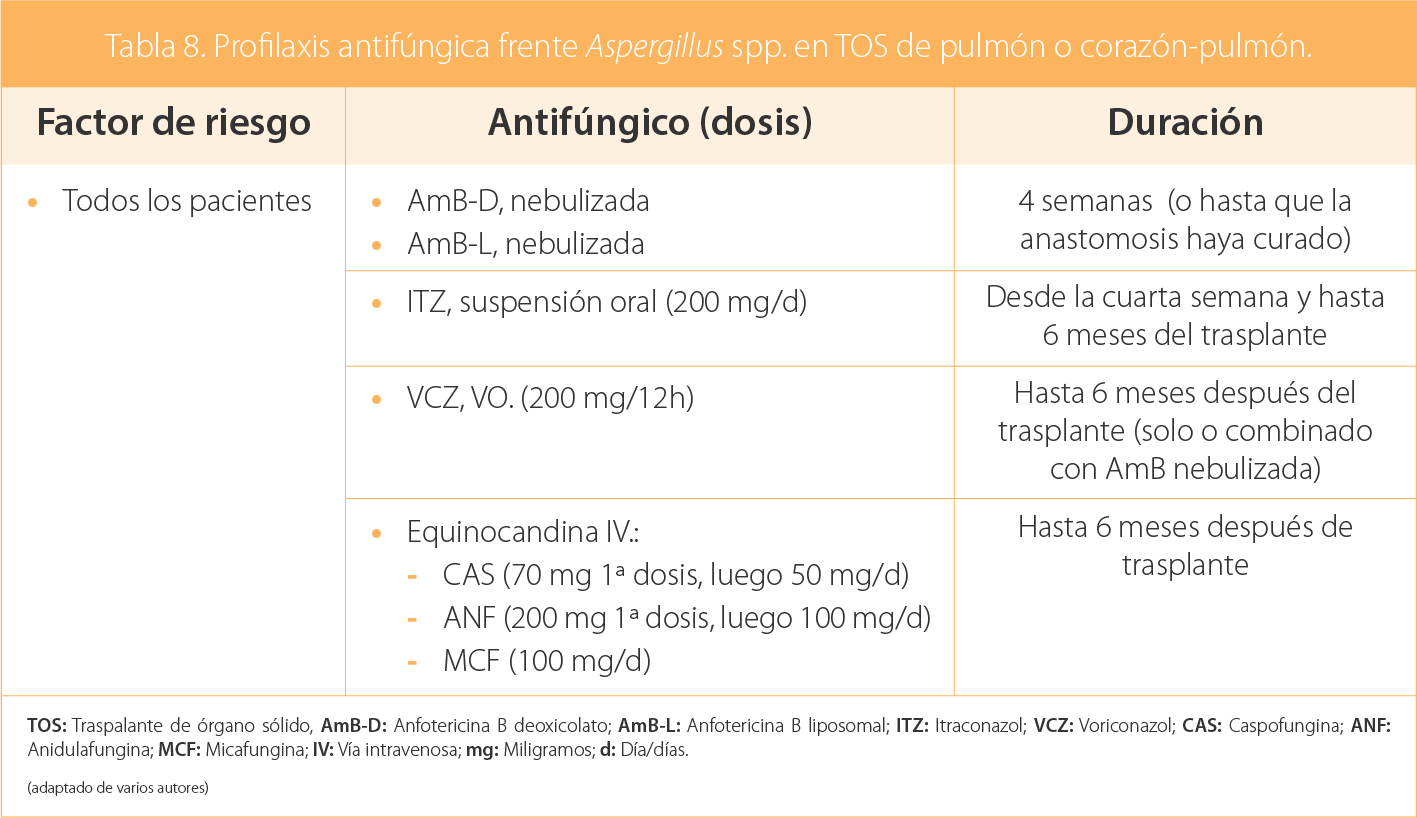 Tabla 8. Profilaxis antifúngica frente Aspergillus spp. en TOS de pulmón o corazón-pulmón.
Factor de riesgo
Antifúngico (dosis)
Duración
• Todos los pacientes
• AmB-D, nebulizada
• AmB-L, nebulizada
4 semanas (o hasta que la
anastomosis haya curado)
• ITZ, suspensión oral (200 mg/d)
Desde la cuarta semana y hasta
6 meses del trasplante
• VCZ, VO. (200 mg/12h)
Hasta 6 meses después del
trasplante (solo o combinado
con AmB nebulizada)
• Equinocandina IV.:
- CAS (70 mg 1ª dosis, luego 50 mg/d)
- ANF (200 mg 1ª dosis, luego 100 mg/d)
- MCF (100 mg/d)
Hasta 6 meses después de
trasplante
TOS: Traspalante de órgano sólido, AmB-D: Anfotericina B deoxicolato; AmB-L: Anfotericina B liposomal; ITZ: Itraconazol; VCZ: Voriconazol; CAS: Caspofungina; ANF:
Anidulafungina; MCF: Micafungina; IV: Vía intravenosa; mg: Miligramos; d: Día/días.
(adaptado de varios autores)